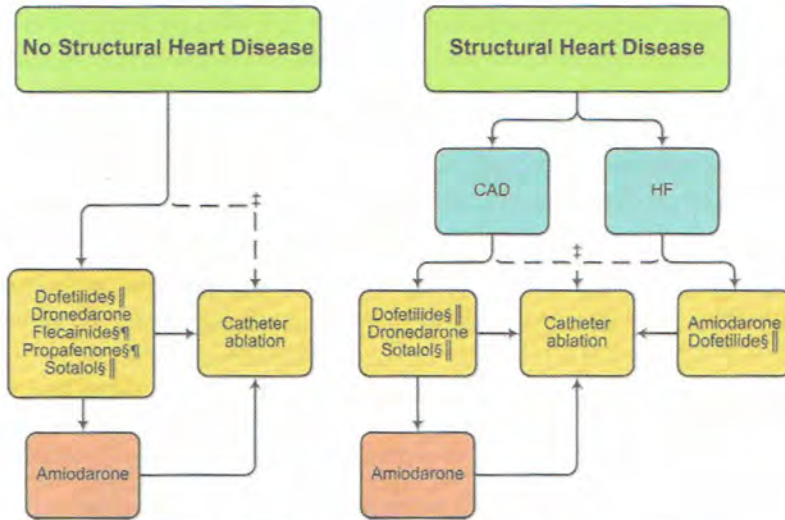 No Structural Heart Disease
Structural Heart Disease
CAD
HF
‡
‡
Dofetilide§‖
Dronedarone
Flecainide§¶
Propafenone§¶
Sotalol§‖
Catheter
ablation
Dofetilide§‖
Dronedarone
Sotalol§‖
Catheter
ablation
Amiodarone
Dofetilide§‖
Amiodarone
Amiodarone